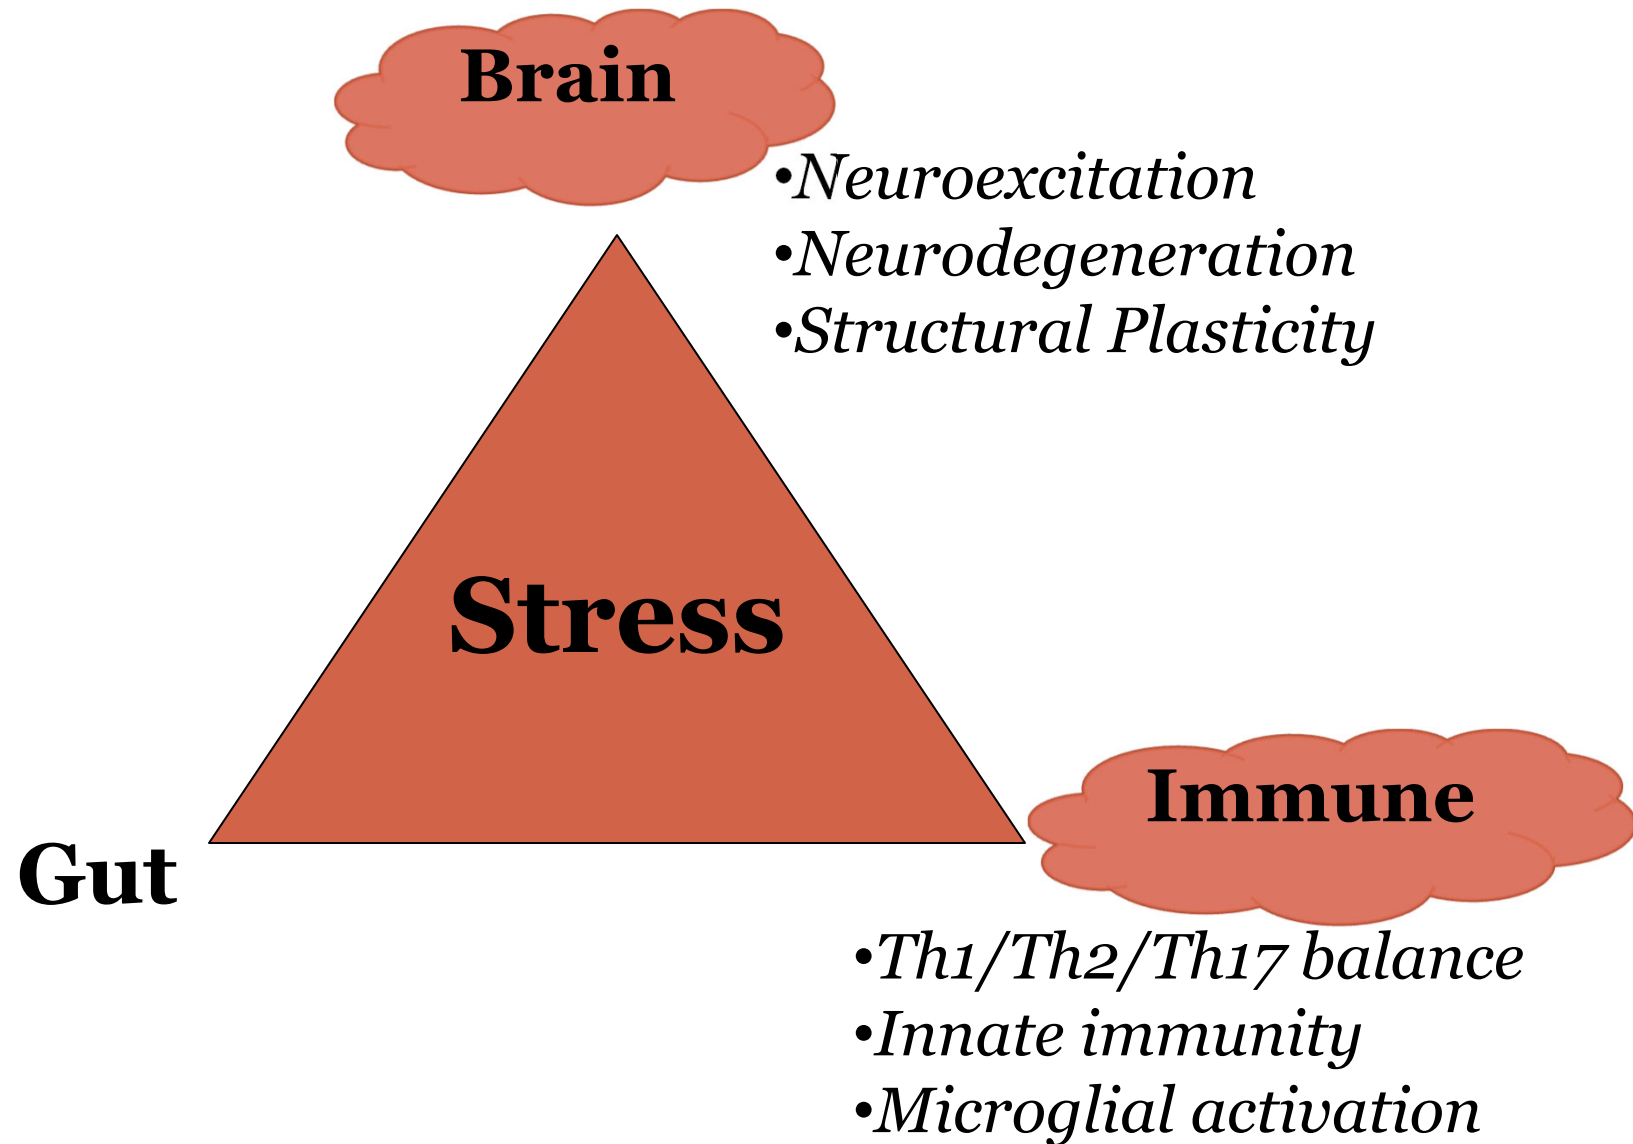 Brain
•Neuroexcitation
•Neurodegeneration
•Structural Plasticity
Stress
Immune
Gut
•Th1/Th2/Th17 balance
•Innate immunity
•Microglial activation